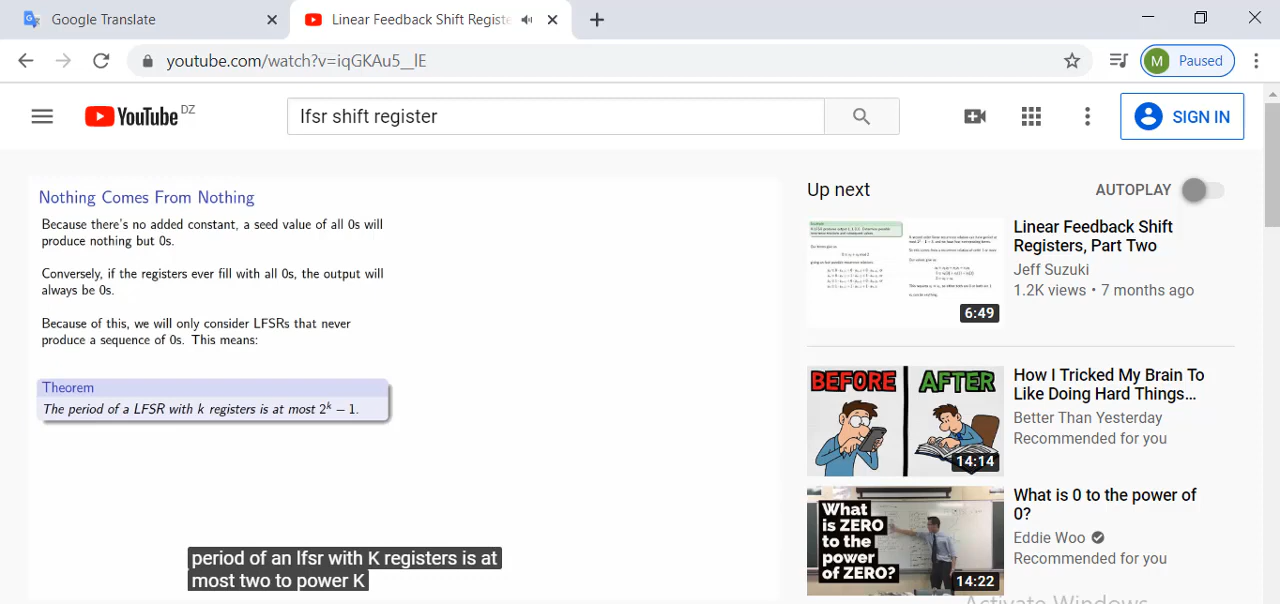 Google Translate
Linear Feedback Shift Registe
youtube.com/watch?v=iqGKAu5__lE
M Paused
YouTube DZ
lfsr shift register
SIGN IN
Nothing Comes From Nothing
Because there's no added constant, a seed value of all 0s will
produce nothing but 0s.
Conversely, if the registers ever fill with all 0s, the output will
always be 0s.
Because of this, we will only consider LFSRs that never
produce a sequence of 0s. This means:
Theorem
The period of a LFSR with k registers is at most 2^k − 1.
period of an lfsr with K registers is at
most two to power K
Up next
AUTOPLAY
6:49
Linear Feedback Shift
Registers, Part Two
Jeff Suzuki
1.2K views • 7 months ago
BEFORE AFTER
14:14
How I Tricked My Brain To
Like Doing Hard Things...
Better Than Yesterday
Recommended for you
What
is ZERO
to the
power
of ZERO?
14:22
What is 0 to the power of
0?
Eddie Woo
Recommended for you
Activate Windows